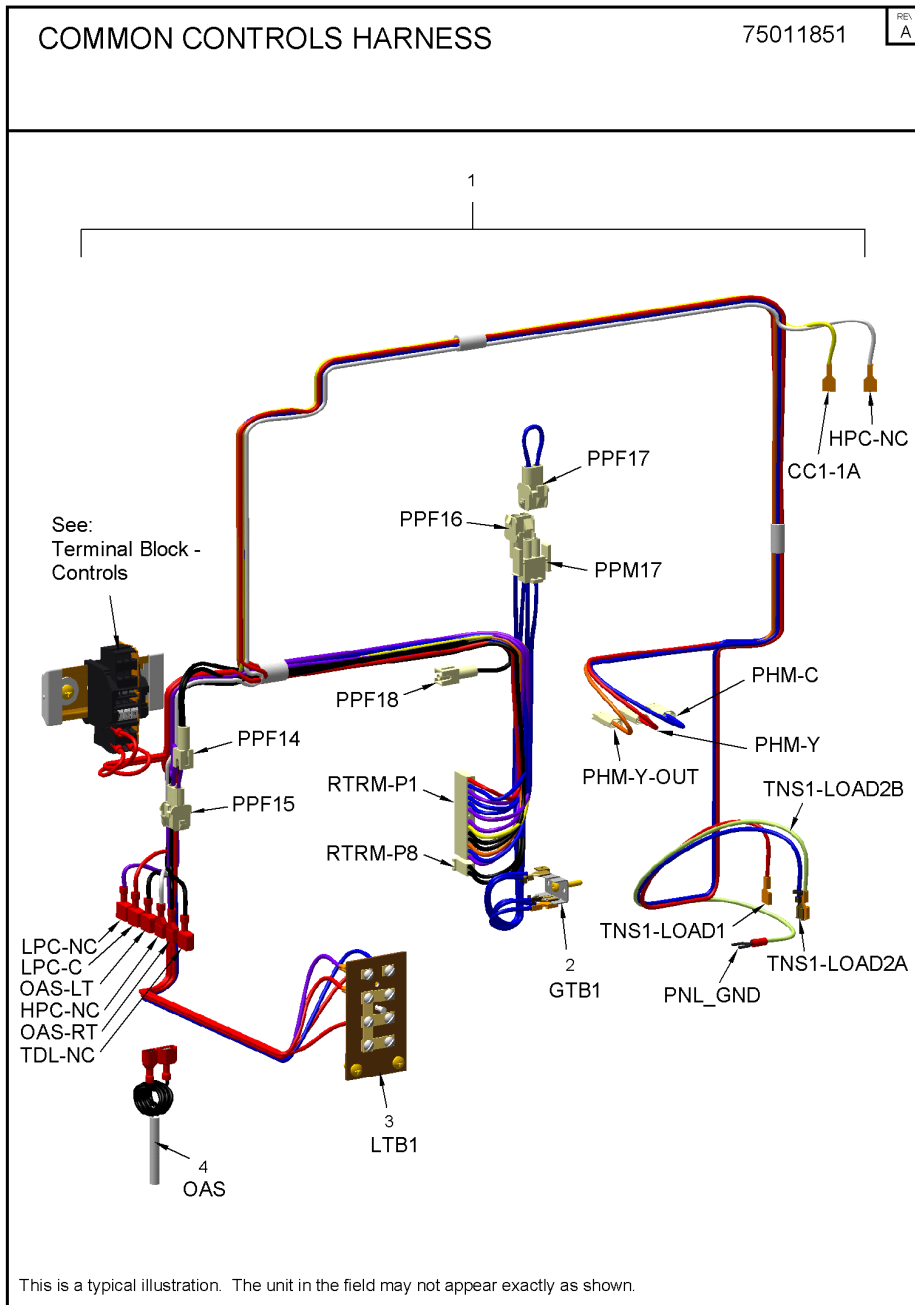 COMMON CONTROLS HARNESS
75011851
REV
A
1
HPC-NC
CC1-1A
PPF17
PPF16
PPM17
See:
Terminal Block -
Controls
PPF18
PHM-C
PHM-Y
PHM-Y-OUT
PPF14
PPF15
RTRM-P1
RTRM-P8
TNS1-LOAD2B
TNS1-LOAD1
TNS1-LOAD2A
PNL_GND
2
GTB1
LPC-NC
LPC-C
OAS-LT
HPC-NC
OAS-RT
TDL-NC
3
LTB1
4
OAS
This is a typical illustration. The unit in the field may not appear exactly as shown.